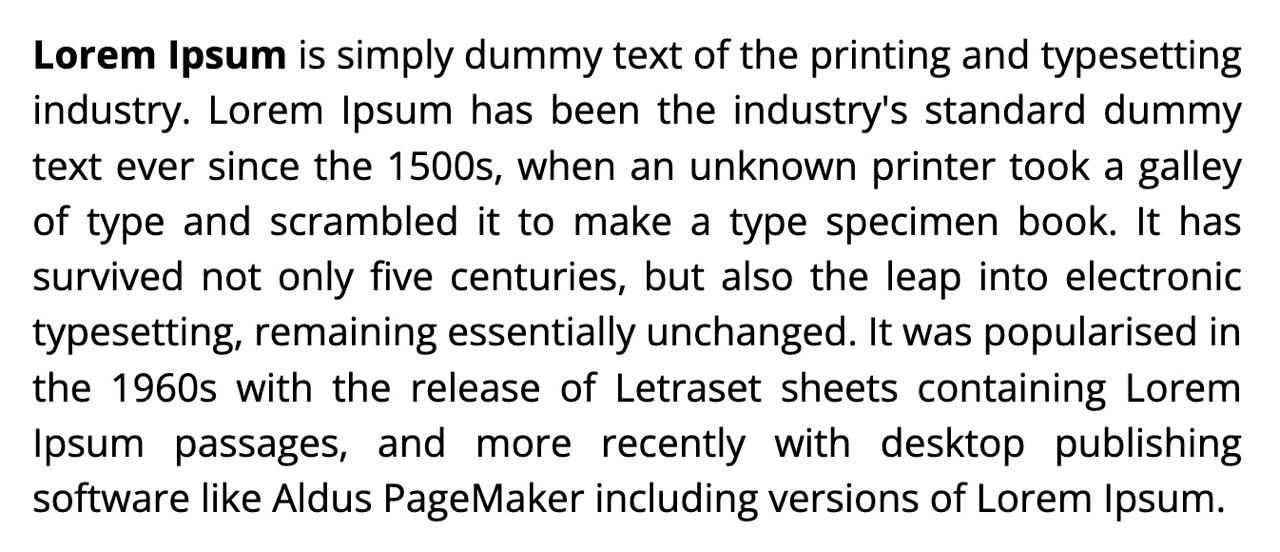 Lorem Ipsum is simply dummy text of the printing and typesetting
industry. Lorem Ipsum has been the industry's standard dummy
text ever since the 1500s, when an unknown printer took a galley
of type and scrambled it to make a type specimen book. It has
survived not only five centuries, but also the leap into electronic
typesetting, remaining essentially unchanged. It was popularised in
the 1960s with the release of Letraset sheets containing Lorem
Ipsum passages, and more recently with desktop publishing
software like Aldus PageMaker including versions of Lorem Ipsum.